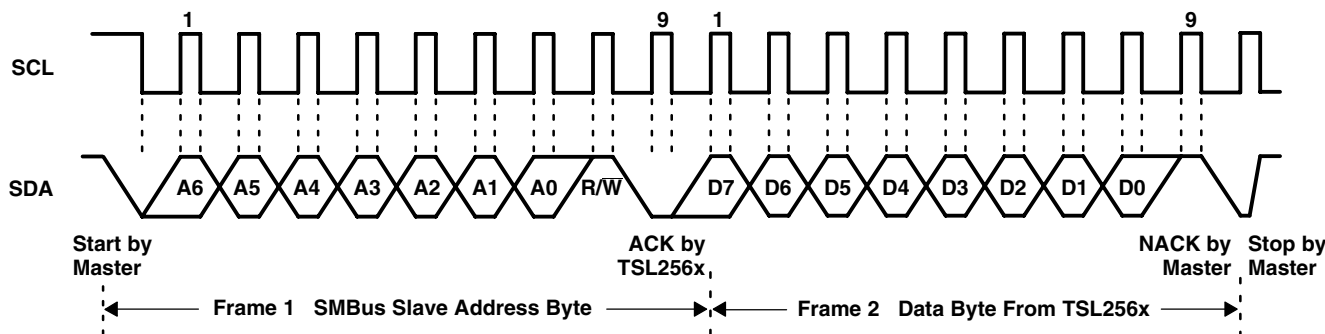 1 9 1 9
SCL
SDA A6 A5 A4 A3 A2 A1 A0 R/W̅ D7 D6 D5 D4 D3 D2 D1 D0
Start by Master
ACK by TSL256x
NACK by Master
Stop by Master
Frame 1 SMBus Slave Address Byte
Frame 2 Data Byte From TSL256x